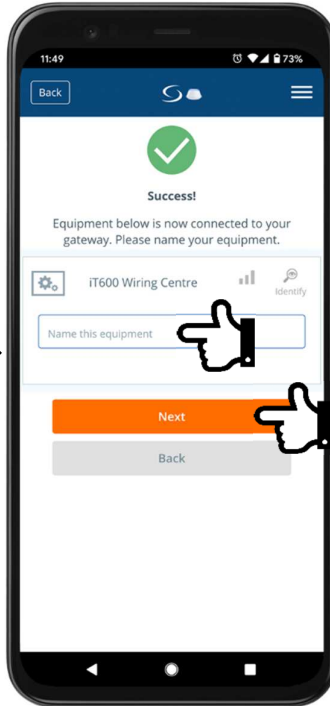 11:49 73%
Back
Success!
Equipment below is now connected to your
gateway. Please name your equipment.
iT600 Wiring Centre
Identify
Name this equipment
Next
Back